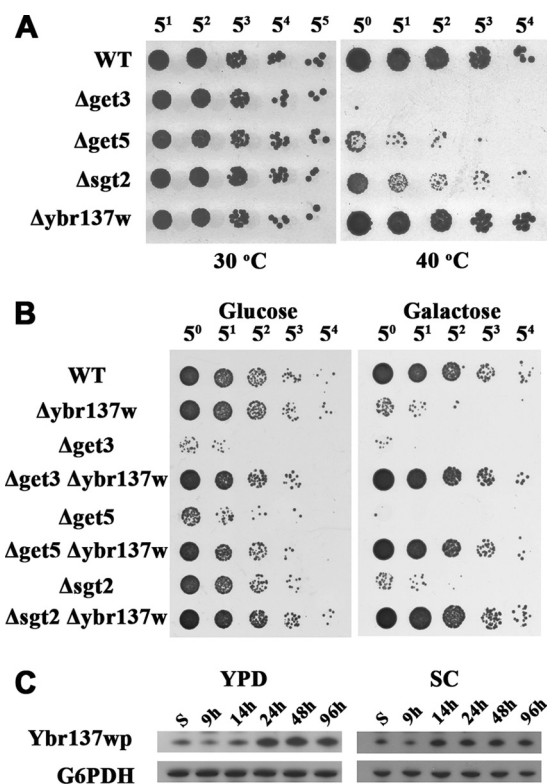 A
5¹ 5² 5³ 5⁴ 5⁵ 5⁰ 5¹ 5² 5³ 5⁴
WT
Δget3
Δget5
Δsgt2
Δybr137w
30 °C 40 °C
B
Glucose Galactose
5⁰ 5¹ 5² 5³ 5⁴ 5⁰ 5¹ 5² 5³ 5⁴
WT
Δybr137w
Δget3
Δget3 Δybr137w
Δget5
Δget5 Δybr137w
Δsgt2
Δsgt2 Δybr137w
C
YPD SC
S 9h 14h 24h 48h 96h S 9h 14h 24h 48h 96h
Ybr137wp
G6PDH